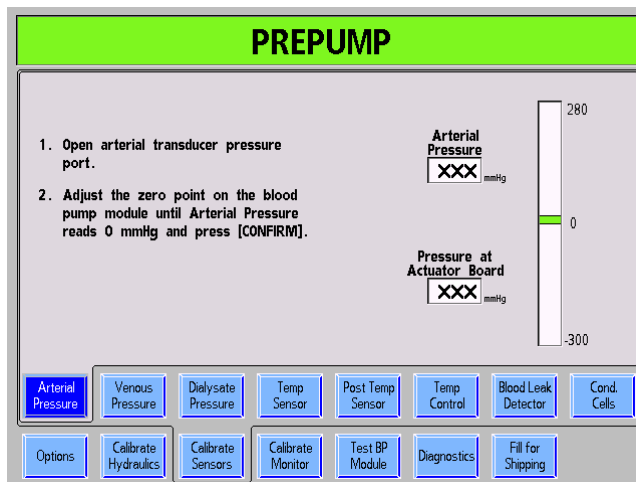 PREPUMP
1. Open arterial transducer pressure
port.
2. Adjust the zero point on the blood
pump module until Arterial Pressure
reads 0 mmHg and press [CONFIRM].
Arterial
Pressure
XXX mmHg
Pressure at
Actuator Board
XXX mmHg
280
0
-300
Arterial
Pressure
Venous
Pressure
Dialysate
Pressure
Temp
Sensor
Post Temp
Sensor
Temp
Control
Blood Leak
Detector
Cond.
Cells
Options
Calibrate
Hydraulics
Calibrate
Sensors
Calibrate
Monitor
Test BP
Module
Diagnostics
Fill for
Shipping